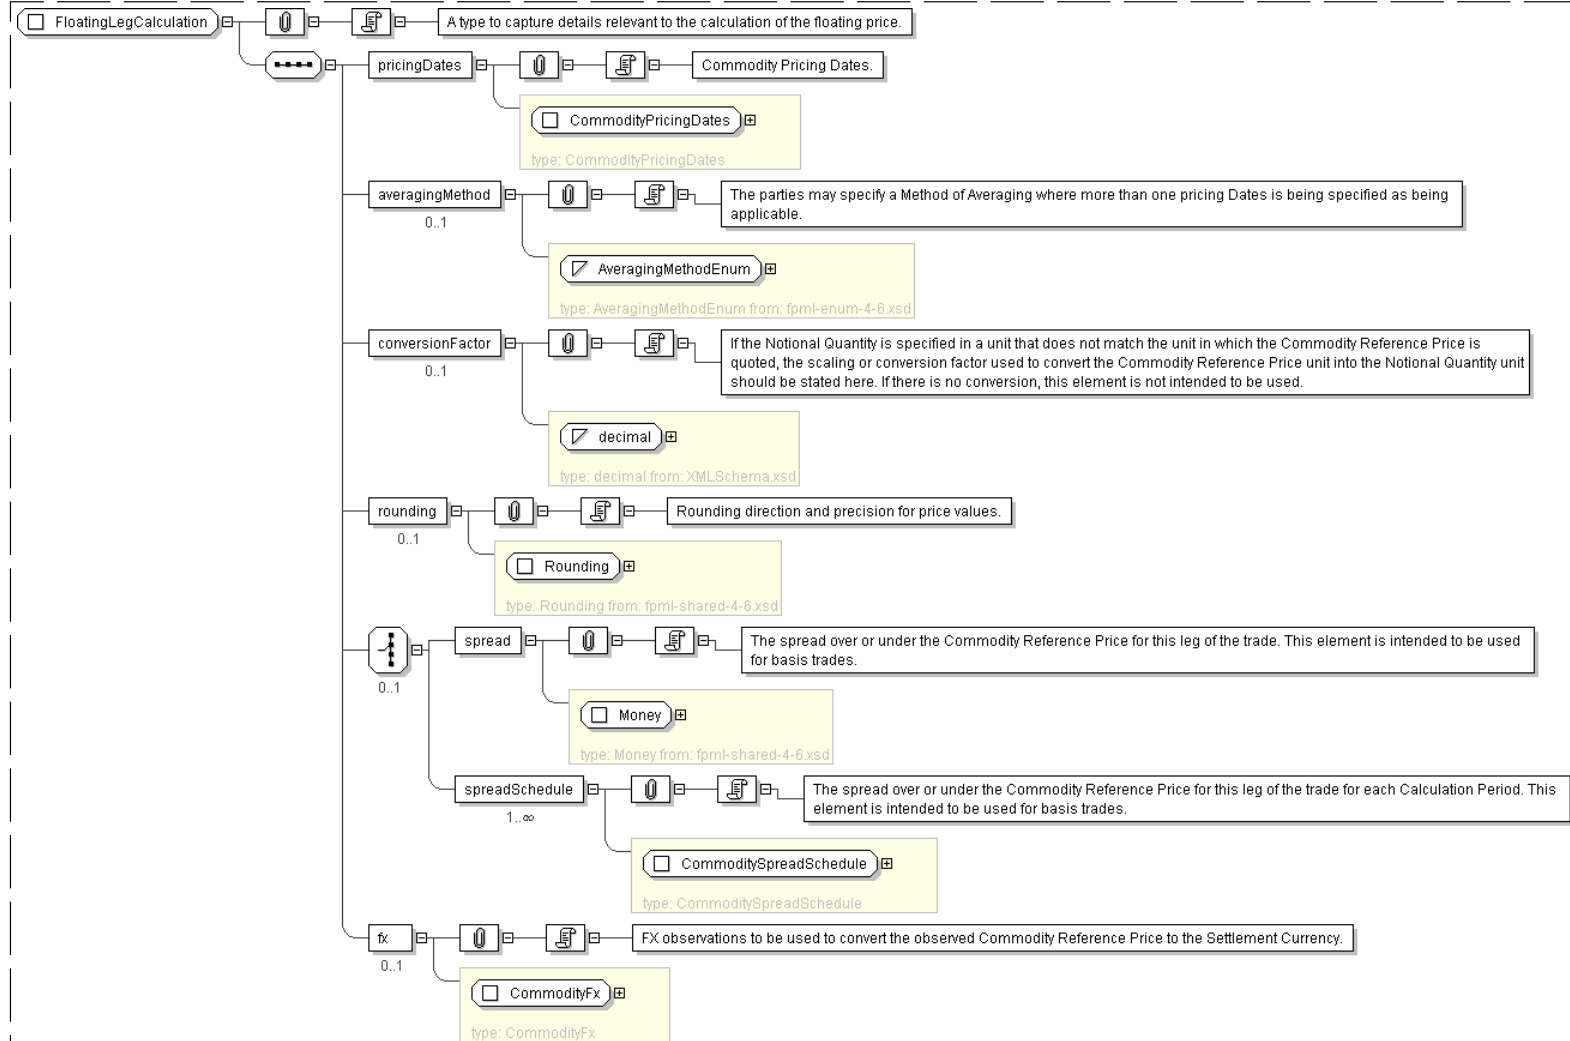 FloatingLegCalculation
A type to capture details relevant to the calculation of the floating price.
pricingDates
Commodity Pricing Dates.
CommodityPricingDates
type: CommodityPricingDates
averagingMethod
0..1
The parties may specify a Method of Averaging where more than one pricing Dates is being specified as being
applicable.
AveragingMethodEnum
type: AveragingMethodEnum from: fpml-enum-4-6.xsd
conversionFactor
0..1
If the Notional Quantity is specified in a unit that does not match the unit in which the Commodity Reference Price is
quoted, the scaling or conversion factor used to convert the Commodity Reference Price unit into the Notional Quantity unit
should be stated here. If there is no conversion, this element is not intended to be used.
decimal
type: decimal from: XMLSchema.xsd
rounding
0..1
Rounding direction and precision for price values.
Rounding
type: Rounding from: fpml-shared-4-6.xsd
0..1
spread
The spread over or under the Commodity Reference Price for this leg of the trade. This element is intended to be used
for basis trades.
Money
type: Money from: fpml-shared-4-6.xsd
spreadSchedule
1..∞
The spread over or under the Commodity Reference Price for this leg of the trade for each Calculation Period. This
element is intended to be used for basis trades.
CommoditySpreadSchedule
type: CommoditySpreadSchedule
fx
0..1
FX observations to be used to convert the observed Commodity Reference Price to the Settlement Currency.
CommodityFx
type: CommodityFx